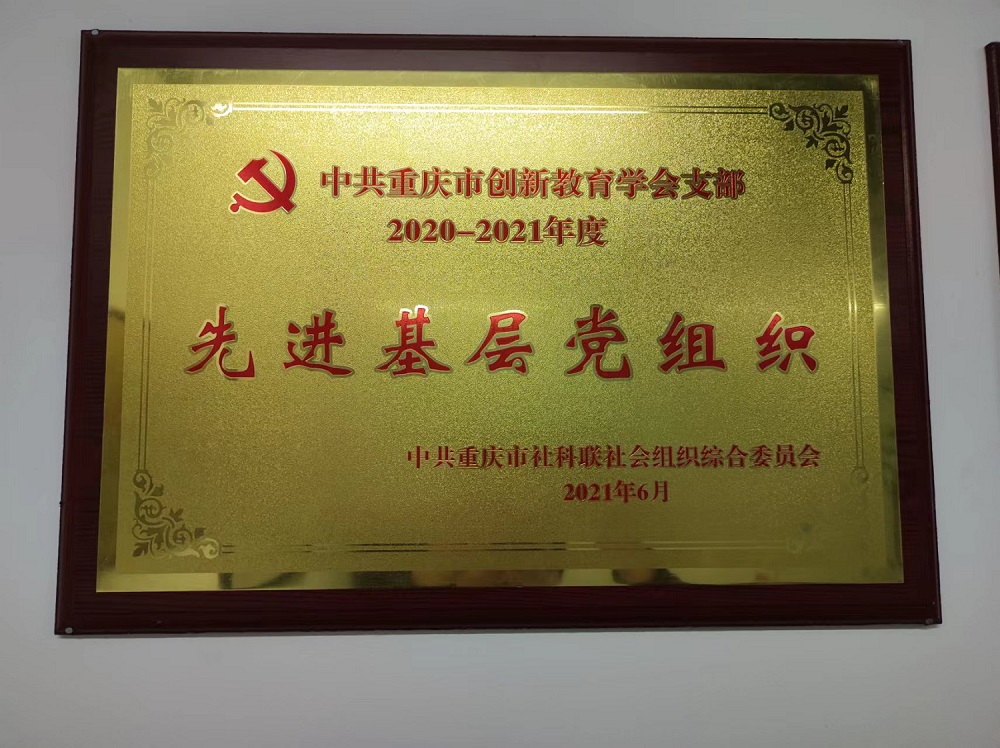 中共重庆市创新教育学会支部
2020-2021年度
先进基层党组织
中共重庆市社科联社会组织综合委员会
2021年6月